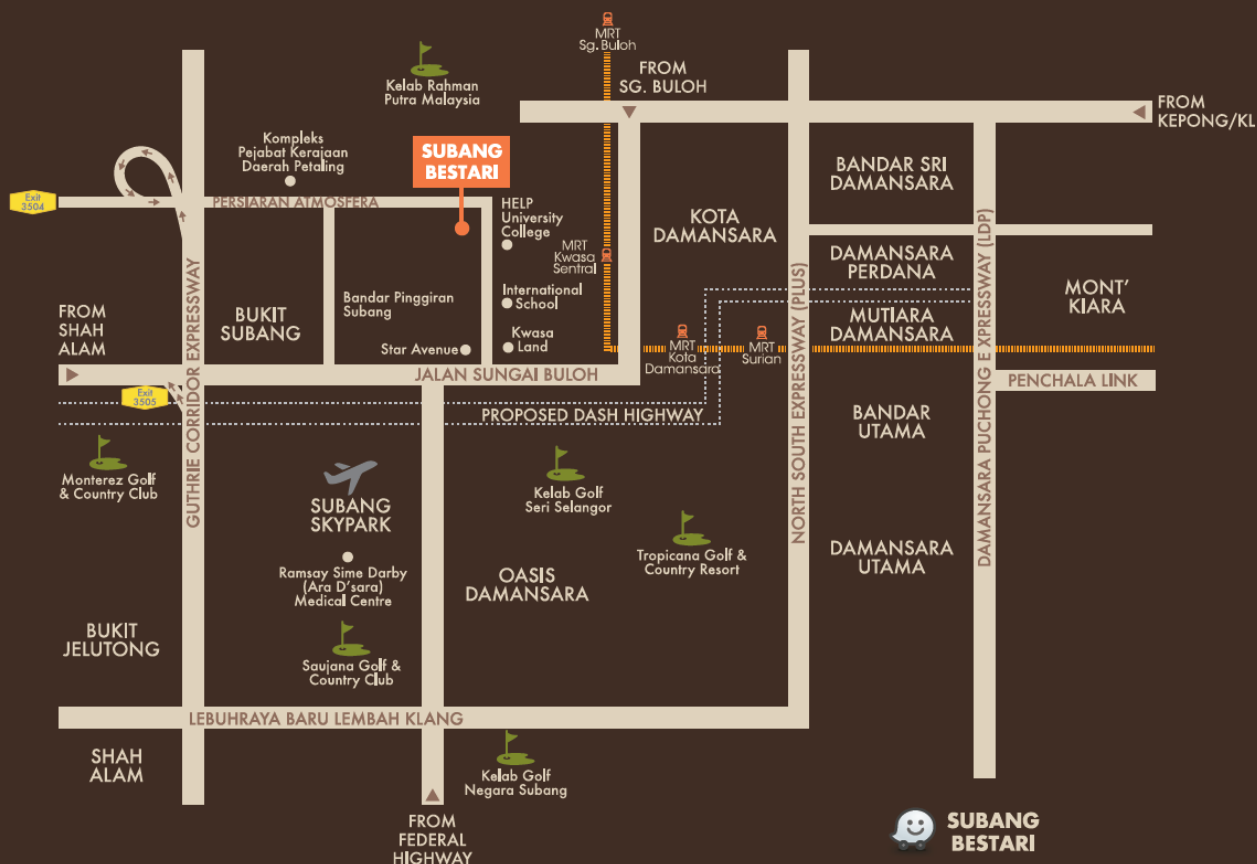 MRT
Sg. Buloh
FROM
SG. BULOH
Kelab Rahman
Putra Malaysia
FROM
KEPONG/KL
Kompleks
Pejabat Kerajaan
Daerah Petaling
SUBANG
BESTARI
BANDAR SRI
DAMANSARA
Exit
3504
PERSIARAN ATMOSFERA
HELP
University
College
KOTA
DAMANSARA
MRT
Kwasa
Sentral
DAMANSARA
PERDANA
MONT'
KIARA
FROM
SHAH
ALAM
BUKIT
SUBANG
Bandar Pinggiran
Subang
International
School
MUTIARA
DAMANSARA
Star Avenue
Kwasa
Land
MRT
Kota
Damansara
MRT
Surian
JALAN SUNGAI BULOH
PENCHALA LINK
Exit
3505
PROPOSED DASH HIGHWAY
BANDAR
UTAMA
GUTHRIE CORRIDOR EXPRESSWAY
NORTH SOUTH EXPRESSWAY (PLUS)
DAMANSARA PUCHONG E XPRESSWAY (LDP)
Monterez Golf
& Country Club
SUBANG
SKYPARK
Kelab Golf
Seri Selangor
Tropicana Golf &
Country Resort
DAMANSARA
UTAMA
Ramsay Sime Darby
(Ara D'sara)
Medical Centre
OASIS
DAMANSARA
BUKIT
JELUTONG
Saujana Golf &
Country Club
LEBUHRAYA BARU LEMBAH KLANG
SHAH
ALAM
Kelab Golf
Negara Subang
FROM
FEDERAL
HIGHWAY
SUBANG
BESTARI